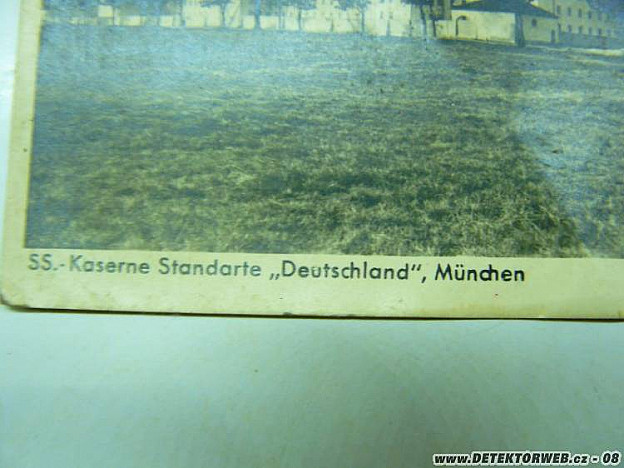 SS.-Kaserne Standarte „Deutschland“, München
www.DETEKTORWEB.cz - 08